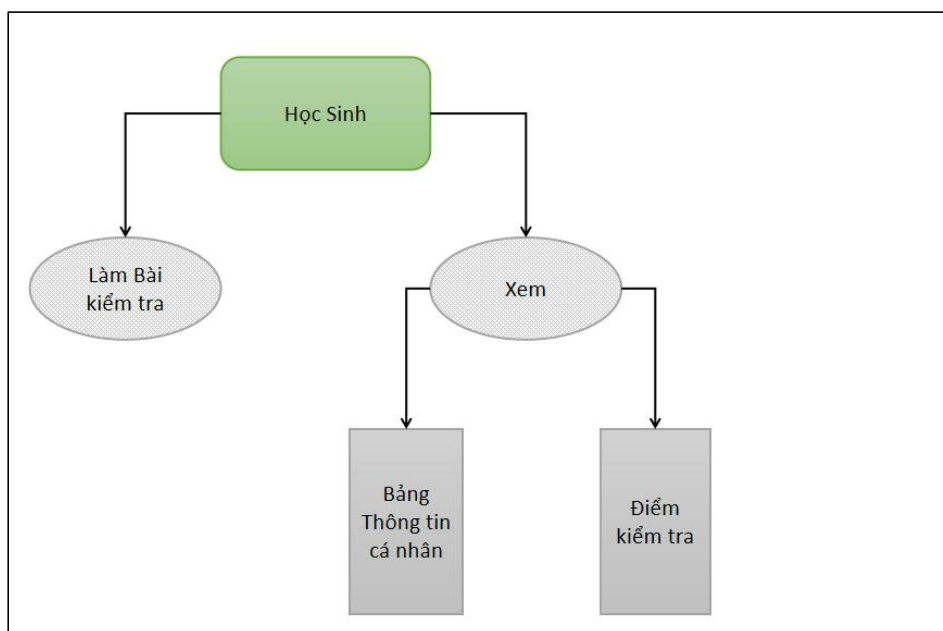 Học Sinh
Làm Bài
kiểm tra
Xem
Bảng
Thông tin
cá nhân
Điểm
kiểm tra